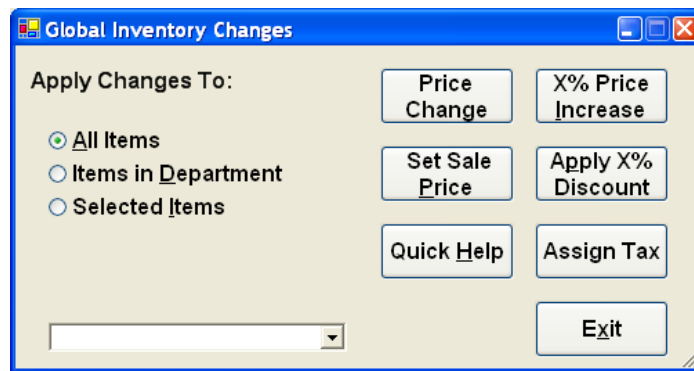 Global Inventory Changes
Apply Changes To:
All Items
Items in Department
Selected Items
Price
Change
X% Price
Increase
Set Sale
Price
Apply X%
Discount
Quick Help
Assign Tax
Exit